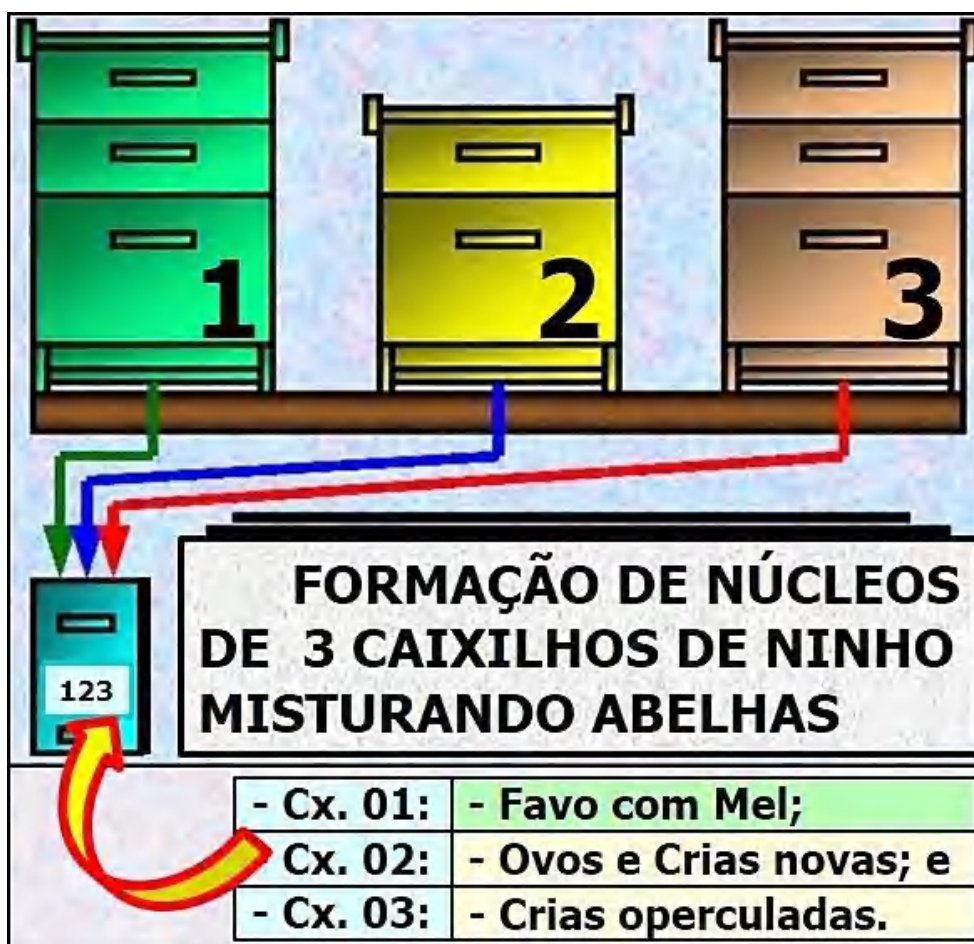 1
2
3
123
FORMAÇÃO DE NÚCLEOS
DE 3 CAIXILHOS DE NINHO
MISTURANDO ABELHAS
- Cx. 01: - Favo com Mel;
- Cx. 02: - Ovos e Crias novas; e
- Cx. 03: - Crias operculadas.